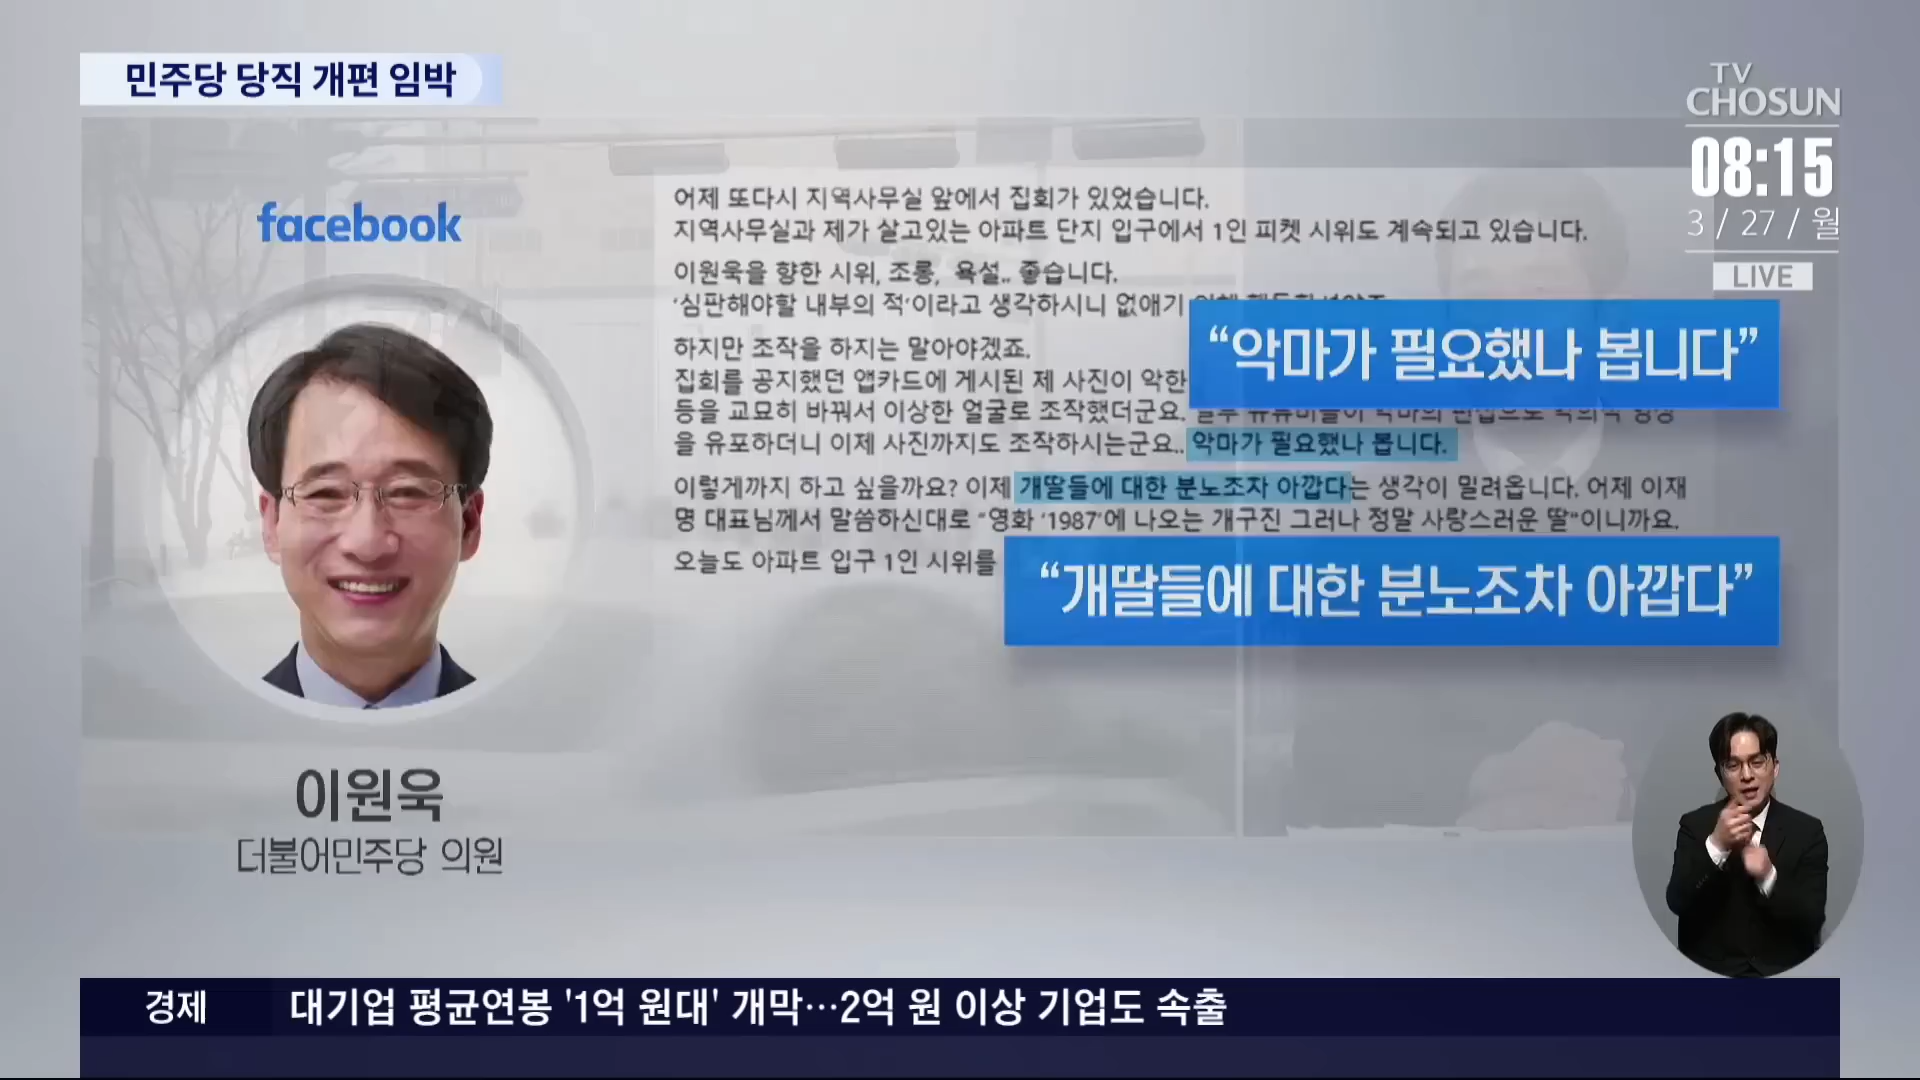 민주당 당직 개편 임박
TV
CHOSUN
08:15
3 / 27 / 월
LIVE
facebook
이원욱
더불어민주당 의원
어제 또다시 지역사무실 앞에서 집회가 있었습니다.
지역사무실과 제가 살고있는 아파트 단지 입구에서 1인 피켓 시위도 계속되고 있습니다.
이원욱을 향한 시위, 조롱, 욕설.. 좋습니다.
'심판해야할 내부의 적'이라고 생각하시니 없애기
하지만 조작을 하지는 말아야겠죠.
집회를 공지했던 앱카드에 게시된 제 사진이 악한
등을 교묘히 바꿔서 이상한 얼굴로 조작했더군요.
을 유포하더니 이제 사진까지도 조작하시는군요.. 악마가 필요했나 봅니다.
이렇게까지 하고 싶을까요? 이제 개딸들에 대한 분노조차 아깝다는 생각이 밀려옵니다. 어제 이재
명 대표님께서 말씀하신대로 "영화 '1987'에 나오는 개구진 그러나 정말 사랑스러운 딸"이니까요.
오늘도 아파트 입구 1인 시위를
“악마가 필요했나 봅니다”
“개딸들에 대한 분노조차 아깝다”
경제 대기업 평균연봉 '1억 원대' 개막…2억 원 이상 기업도 속출